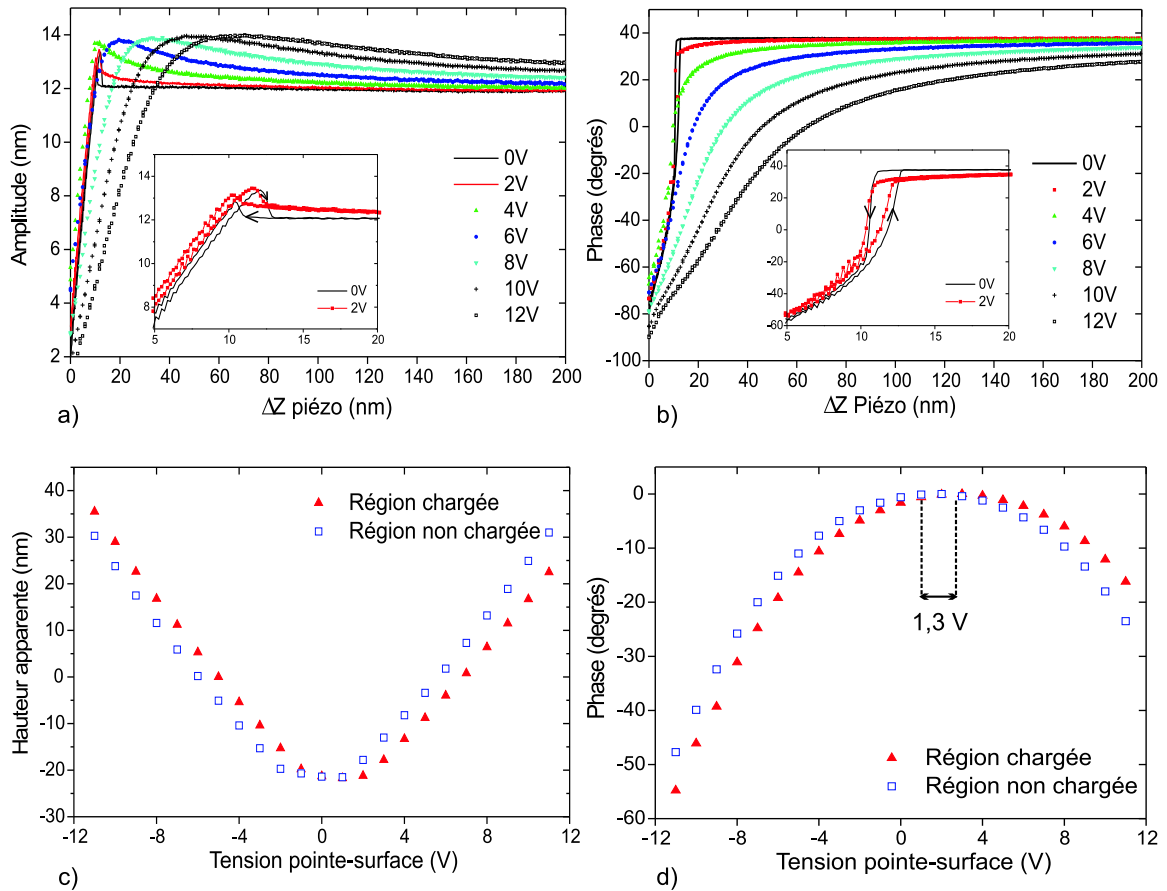 Amplitude (nm)
16
14
12
10
8
6
4
2
0 20 40 60 80 100 120 140 160 180 200
ΔZ piézo (nm)
a)
0V
2V
4V
6V
8V
10V
12V
14
13
12
11
10
9
8
5 10 15 20
0V
2V
Phase (degrés)
40
20
0
-20
-40
-60
-80
-100
0 20 40 60 80 100 120 140 160 180 200
ΔZ Piézo (nm)
b)
0V
2V
4V
6V
8V
10V
12V
40
20
0
-20
-40
-60
5 10 15 20
0V
2V
Hauteur apparente (nm)
40
30
20
10
0
-10
-20
-30
-12 -8 -4 0 4 8 12
Tension pointe-surface (V)
c)
Région chargée
Région non chargée
Phase (degrés)
0
-10
-20
-30
-40
-50
-60
-12 -8 -4 0 4 8 12
Tension pointe-surface (V)
d)
1,3 V
Région chargée
Région non chargée